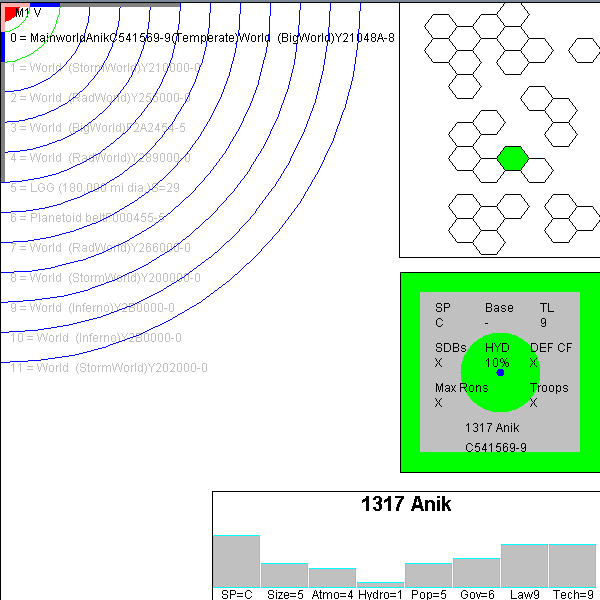 M1 V
0 = MainworldAnikC541569-9(Temperate)World (BigWorld)Y21048A-8
1 = World (StormWorld)Y210000-0
2 = World (RadWorld)Y255000-0
3 = World (BigWorld)F2A2454-5
4 = World (RadWorld)Y289000-0
5 = LGG (180,000 mi dia.)S=29
6 = Planetoid beltF000455-5
7 = World (RadWorld)Y266000-0
8 = World (StormWorld)Y200000-0
9 = World (Inferno)Y2B0000-0
10 = World (Inferno)Y2B0000-0
11 = World (StormWorld)Y202000-0
SP Base TL
C - 9
SDBs HYD DEF CF
X 10% X
Max Rons Troops
X X
1317 Anik
C541569-9
1317 Anik
SP=C Size=5 Atmo=4 Hydro=1 Pop=5 Gov=6 Law9 Tech=9